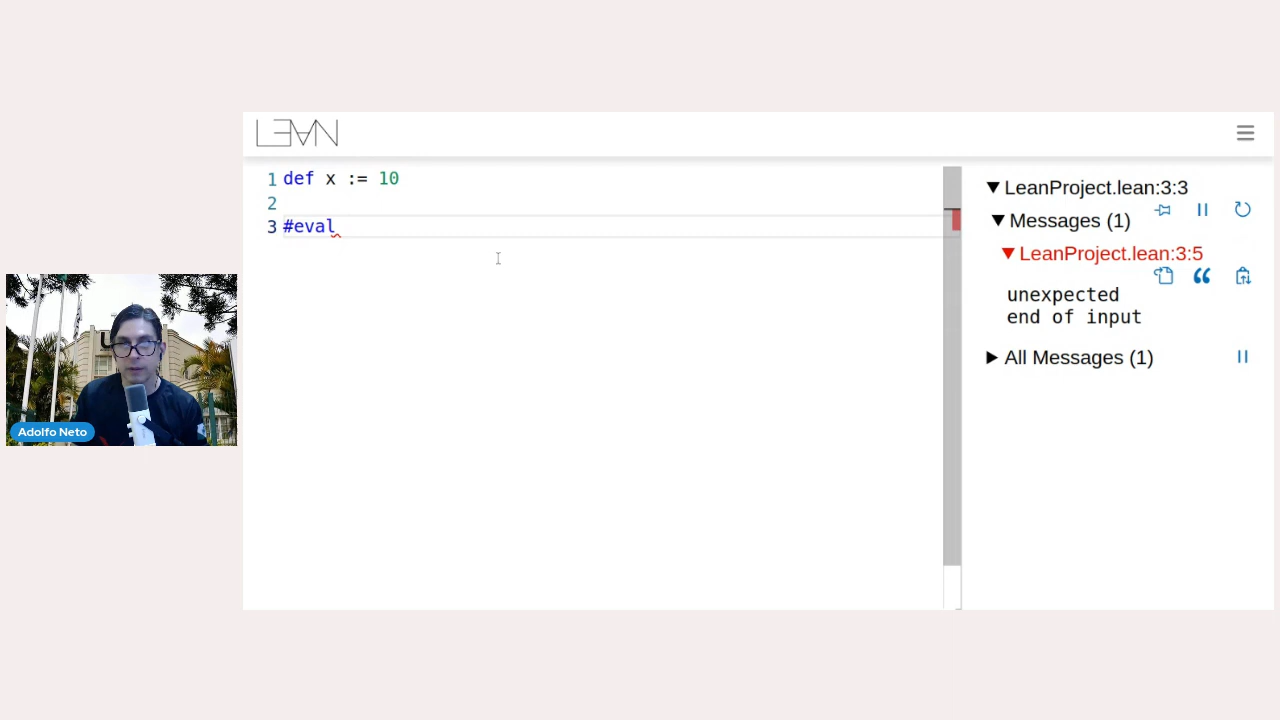 LEAN
1 def x := 10
2
3 #eval
LeanProject.lean:3:3
Messages (1)
LeanProject.lean:3:5
unexpected
end of input
All Messages (1)
U
Adolfo Neto